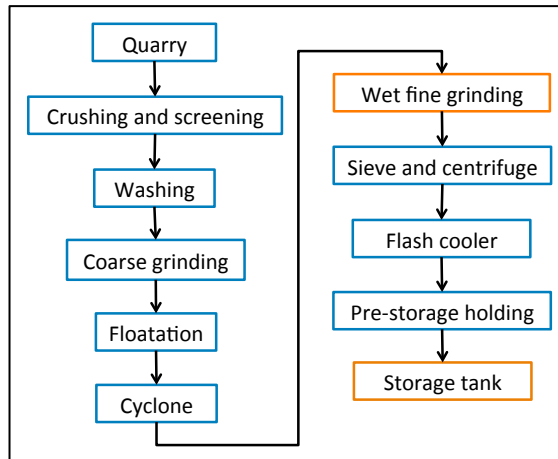 Quarry
Crushing and screening
Washing
Coarse grinding
Floatation
Cyclone
Wet fine grinding
Sieve and centrifuge
Flash cooler
Pre-storage holding
Storage tank